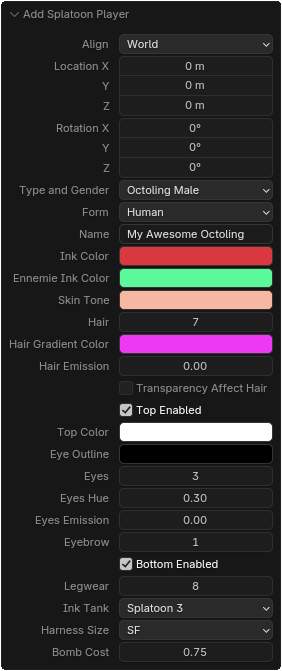 Add Splatoon Player
Align World
Location X 0 m
Y 0 m
Z 0 m
Rotation X 0°
Y 0°
Z 0°
Type and Gender Octoling Male
Form Human
Name My Awesome Octoling
Ink Color
Ennemie Ink Color
Skin Tone
Hair 7
Hair Gradient Color
Hair Emission 0.00
Transparency Affect Hair
Top Enabled
Top Color
Eye Outline
Eyes 3
Eyes Hue 0.30
Eyes Emission 0.00
Eyebrow 1
Bottom Enabled
Legwear 8
Ink Tank Splatoon 3
Harness Size SF
Bomb Cost 0.75